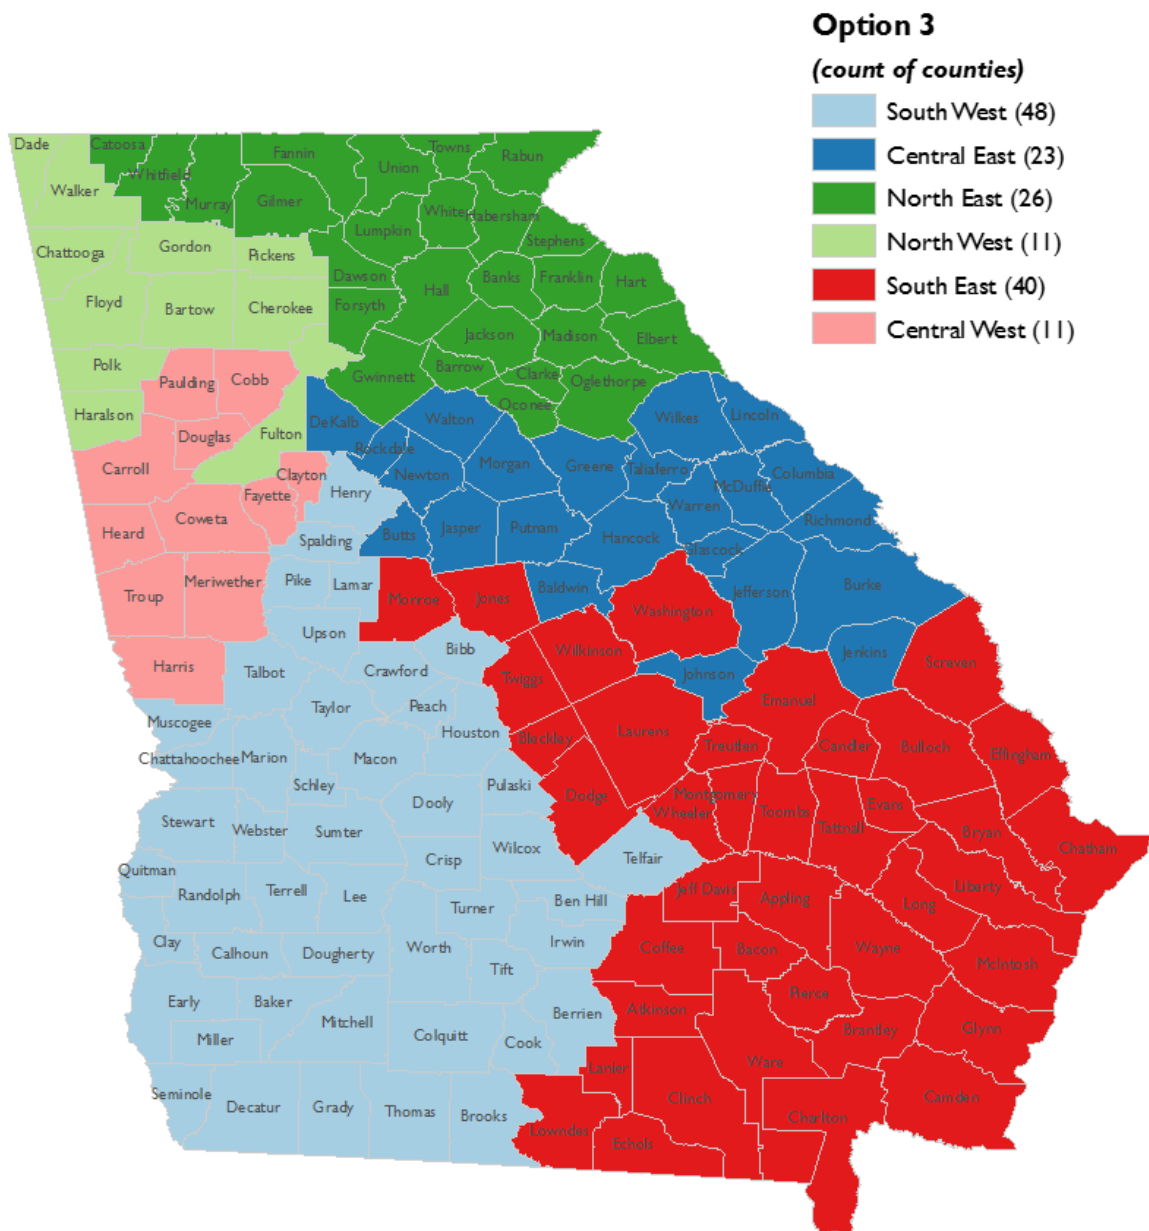 Option 3
(count of counties)
South West (48)
Central East (23)
North East (26)
North West (11)
South East (40)
Central West (11)
Dade
Catoosa
Fannin
Towns
Union
Rabun
Walker
Whitfield
Murray
Gilmer
White
Habersham
Lumpkin
Stephens
Chattooga
Gordon
Pickens
Dawson
Hall
Banks
Franklin
Hart
Floyd
Bartow
Cherokee
Forsyth
Jackson
Madison
Elbert
Polk
Paulding
Cobb
Gwinnett
Barrow
Clarke
Oglethorpe
Oconee
Haralson
Douglas
Fulton
DeKalb
Walton
Wilkes
Lincoln
Rockdale
Carroll
Clayton
Newton
Morgan
Greene
Taliaferro
Columbia
McDuffie
Fayette
Henry
Warren
Coweta
Heard
Spalding
Butts
Jasper
Putnam
Hancock
Richmond
Glascock
Troup
Meriwether
Pike
Lamar
Monroe
Jones
Baldwin
Washington
Jefferson
Burke
Upson
Bibb
Wilkinson
Jenkins
Screven
Harris
Talbot
Crawford
Twiggs
Johnson
Emanuel
Taylor
Peach
Muscogee
Houston
Bleckley
Laurens
Treutlen
Candler
Bulloch
Effingham
Chattahoochee
Marion
Macon
Schley
Pulaski
Dooly
Dodge
Montgomery
Wheeler
Toombs
Evans
Tattnall
Bryan
Chatham
Stewart
Webster
Sumter
Crisp
Wilcox
Telfair
Quitman
Randolph
Terrell
Lee
Turner
Ben Hill
Jeff Davis
Appling
Long
Liberty
Clay
Calhoun
Dougherty
Worth
Irwin
Tift
Coffee
Bacon
Wayne
McIntosh
Early
Baker
Mitchell
Berrien
Atkinson
Pierce
Brantley
Glynn
Miller
Colquitt
Cook
Lanier
Ware
Seminole
Decatur
Grady
Thomas
Brooks
Clinch
Charlton
Camden
Lowndes
Echols